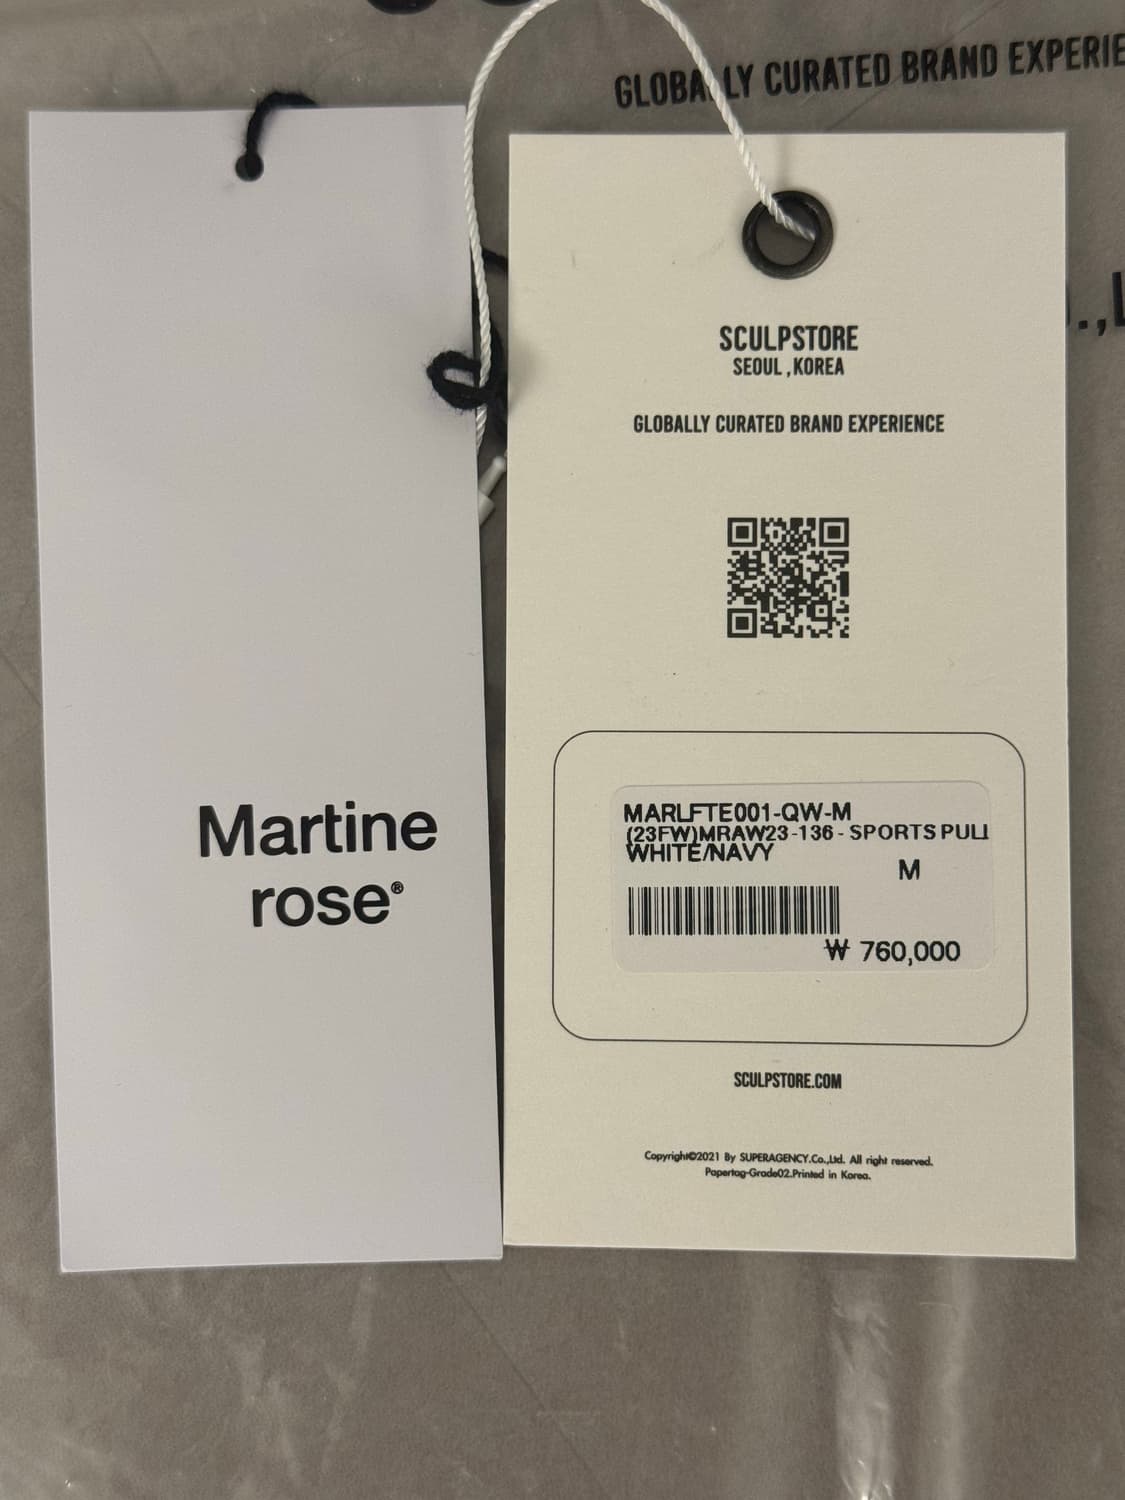 GLOBALLY CURATED BRAND EXPERIE
.,L
Martine
rose®
SCULPSTORE
SEOUL ,KOREA
GLOBALLY CURATED BRAND EXPERIENCE
MARLFTE001-QW-M
(23FW)MRAW23-136 - SPORTS PULL
WHITE/NAVY
M
₩ 760,000
SCULPSTORE.COM
Copyright©2021 By SUPERAGENCY.Co.,Ltd. All right reserved.
Papertag-Grade02.Printed in Korea.